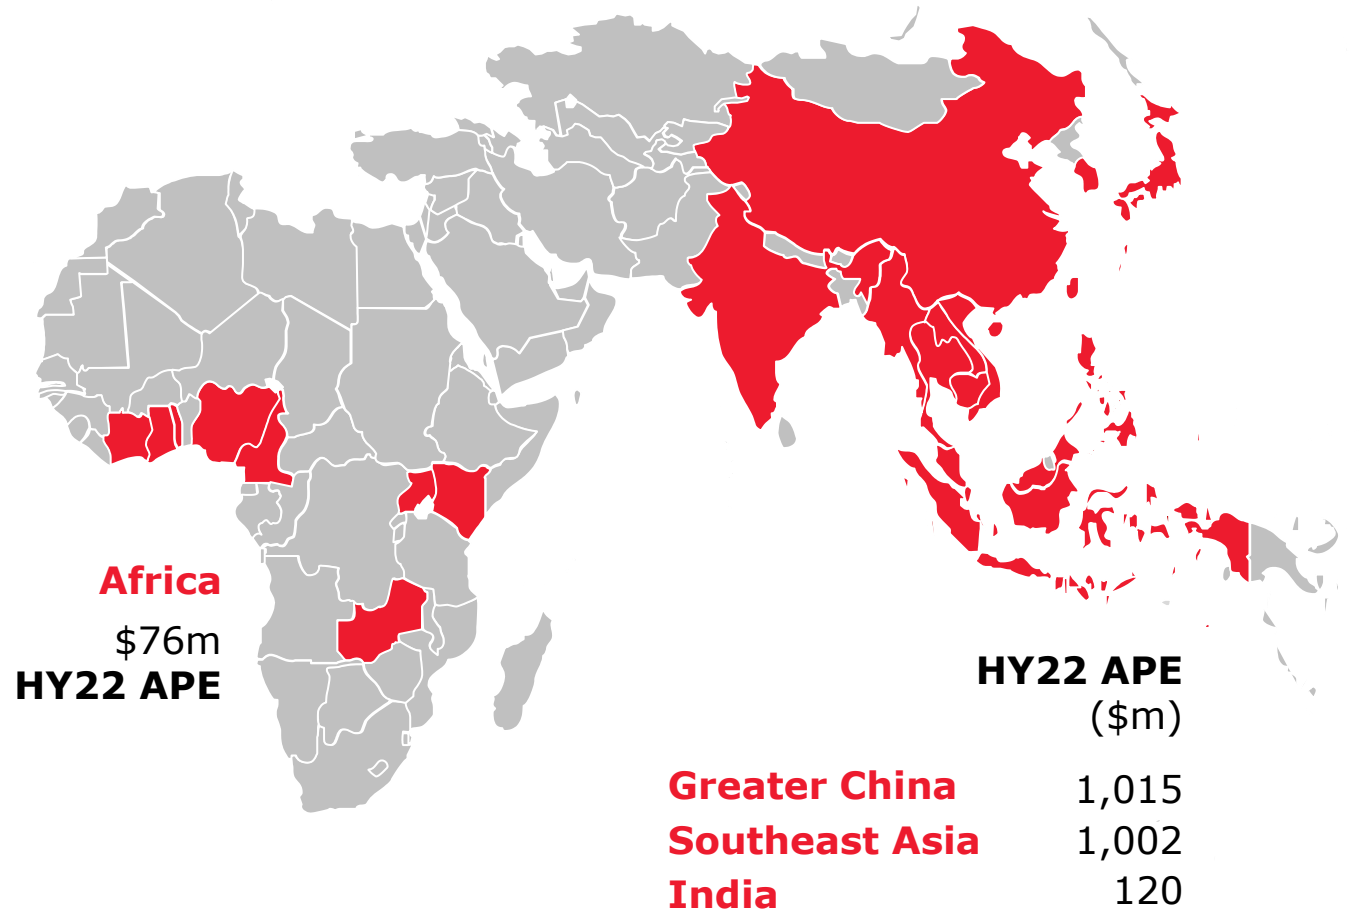 Africa
$76m
HY22 APE
HY22 APE
($m)
Greater China 1,015
Southeast Asia 1,002
India 120